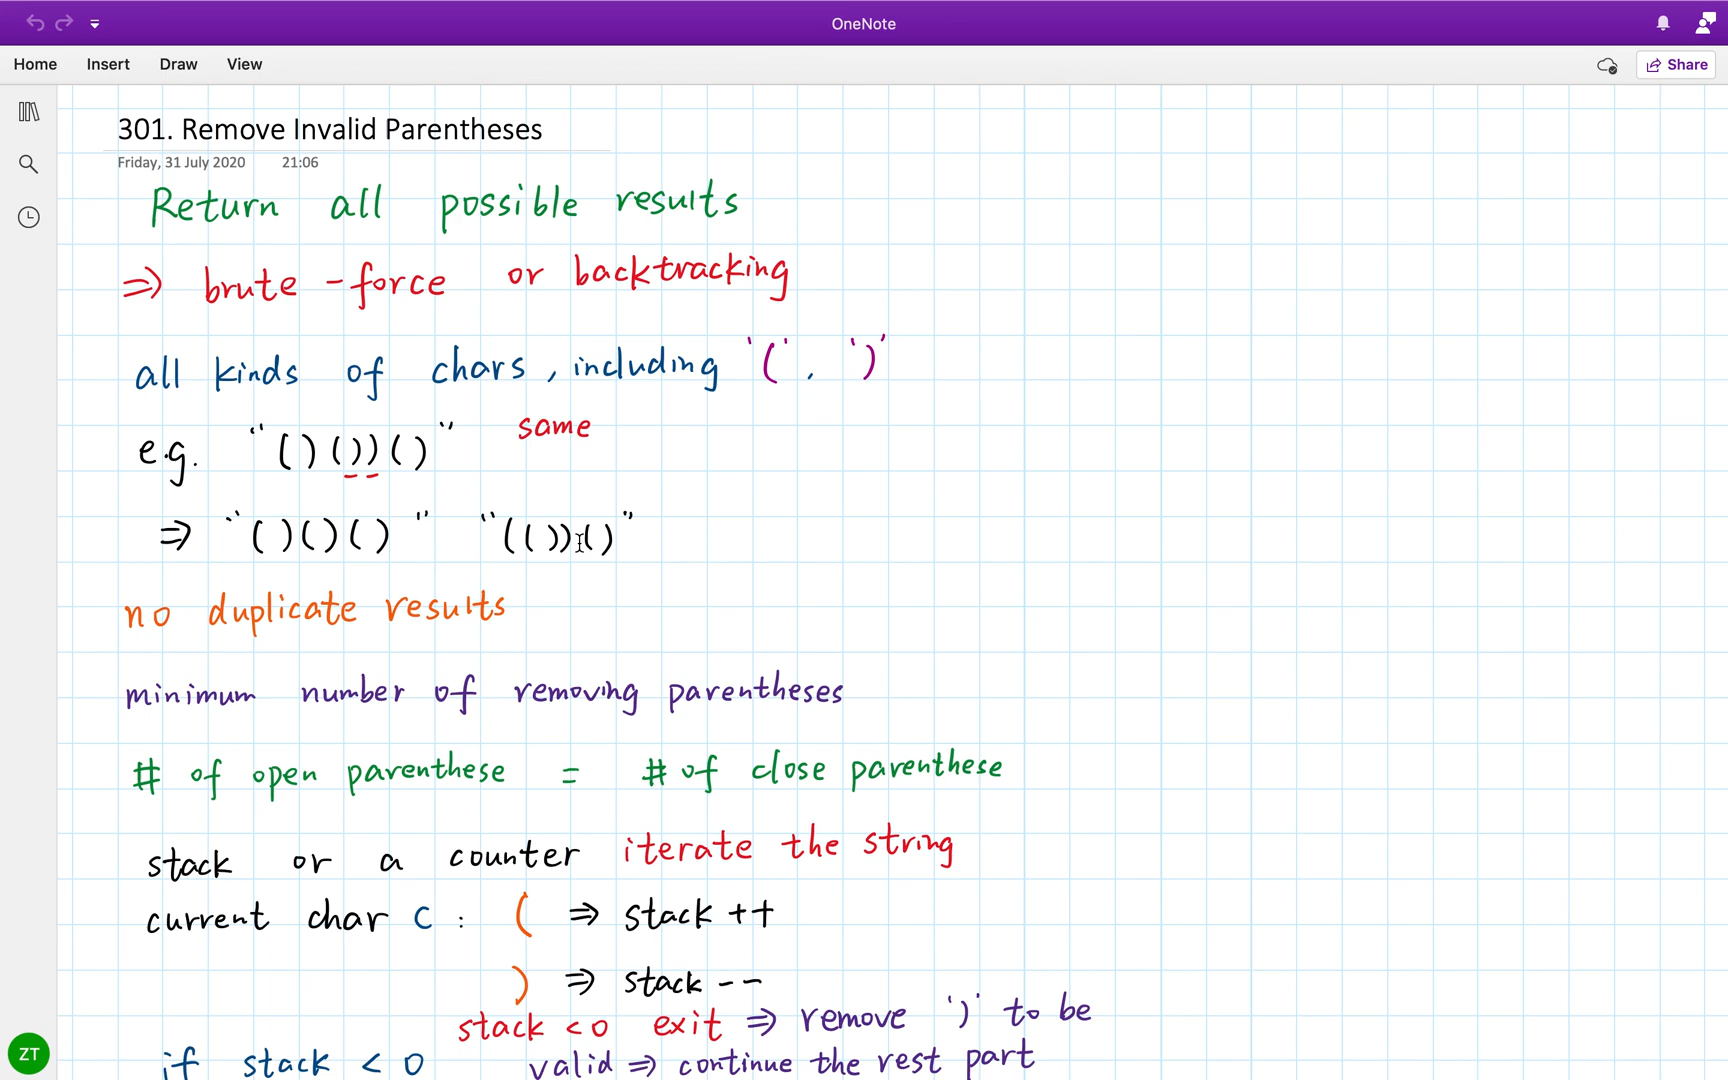 OneNote
Home Insert Draw View Share
301. Remove Invalid Parentheses
Friday, 31 July 2020 21:06
Return all possible results
⇒ brute-force or backtracking
all kinds of chars, including '(', ')'
e.g. "()())()" same
⇒ "()()()" "(())()"
no duplicate results
minimum number of removing parentheses
# of open parenthese = # of close parenthese
stack or a counter iterate the string
current char c : ( ⇒ stack ++
) ⇒ stack --
stack <0 exit ⇒ remove ')' to be
if stack < 0 valid ⇒ continue the rest part
ZT